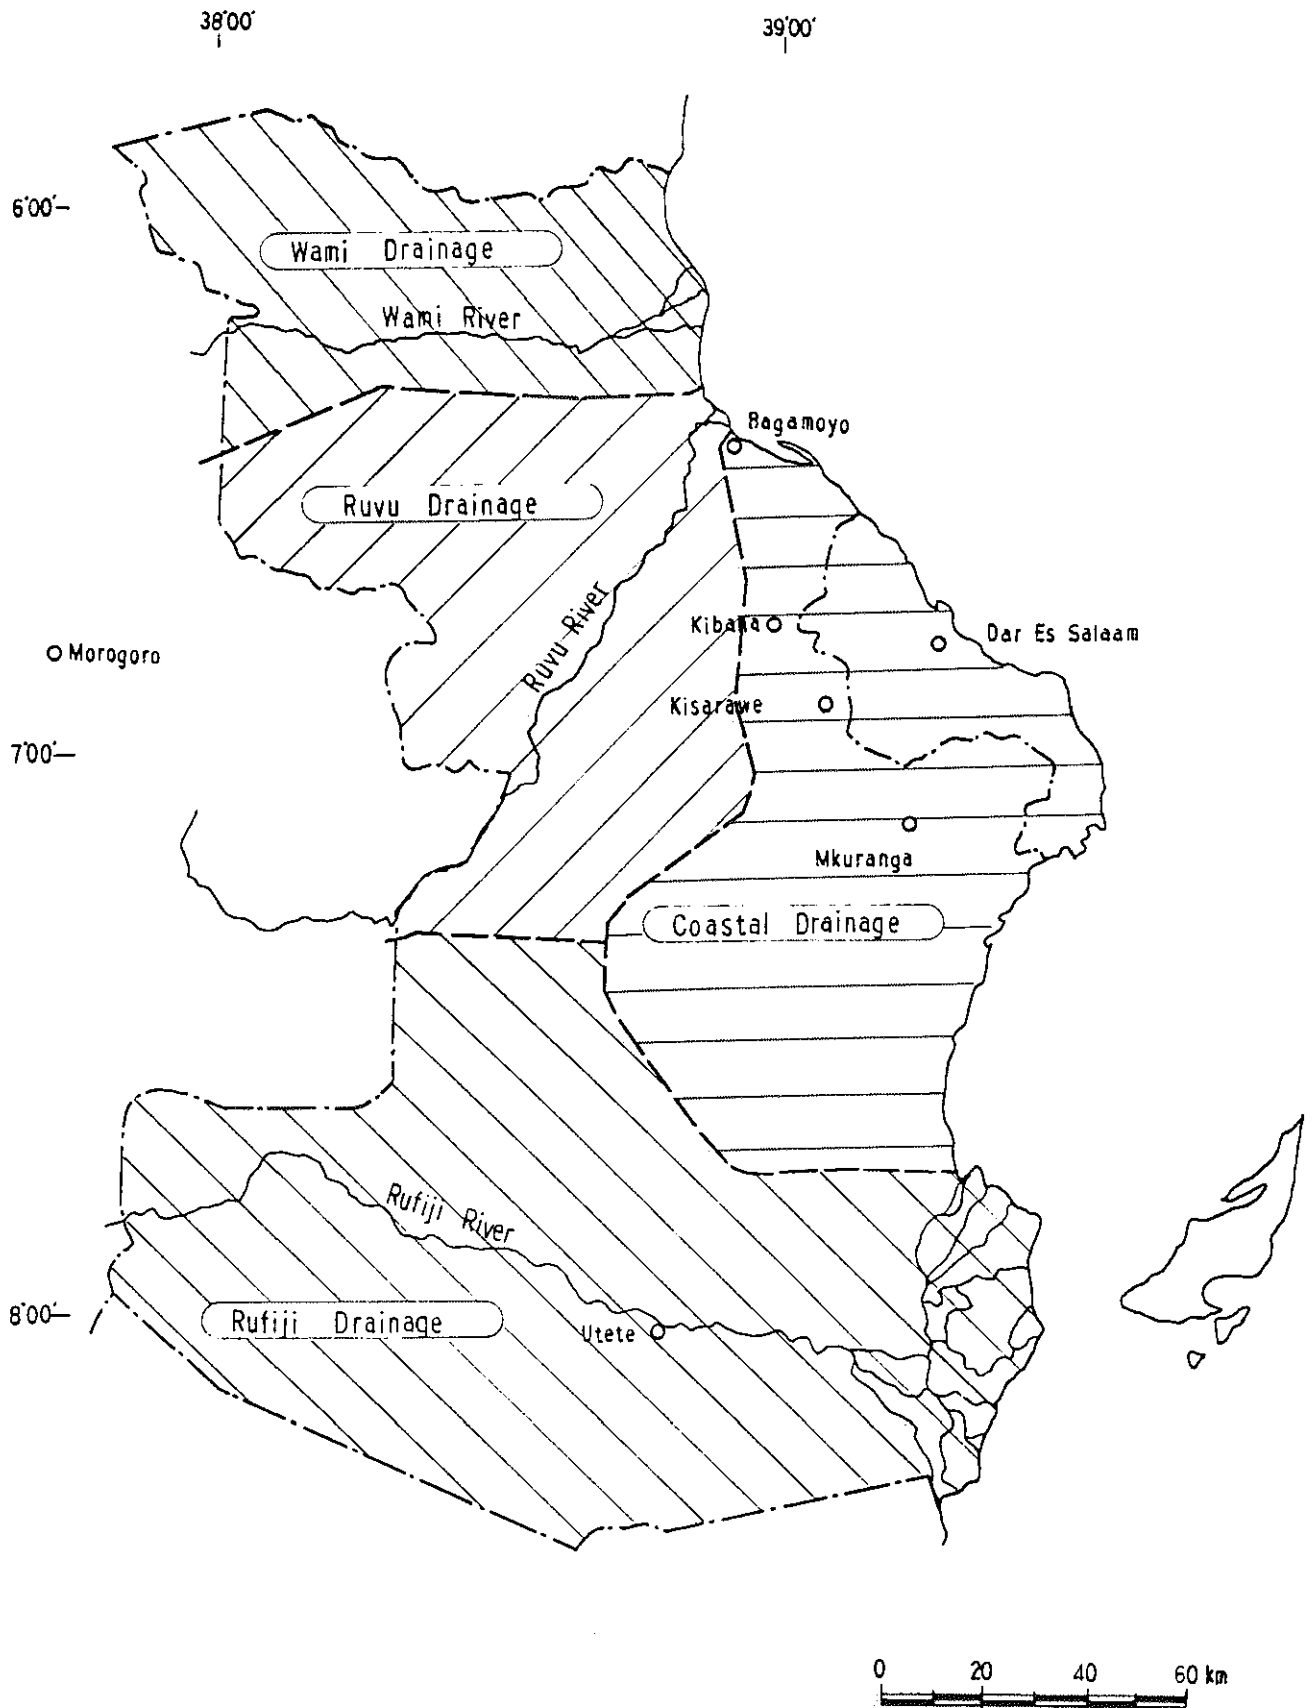 38°00'
39°00'
6°00'
Wami Drainage
Wami River
Bagamoyo
Ruvu Drainage
Ruvu River
Kibaha
Dar Es Salaam
Morogoro
Kisarawe
7°00'
Mkuranga
Coastal Drainage
Rufiji River
8°00'
Rufiji Drainage
Utete
0 20 40 60 km